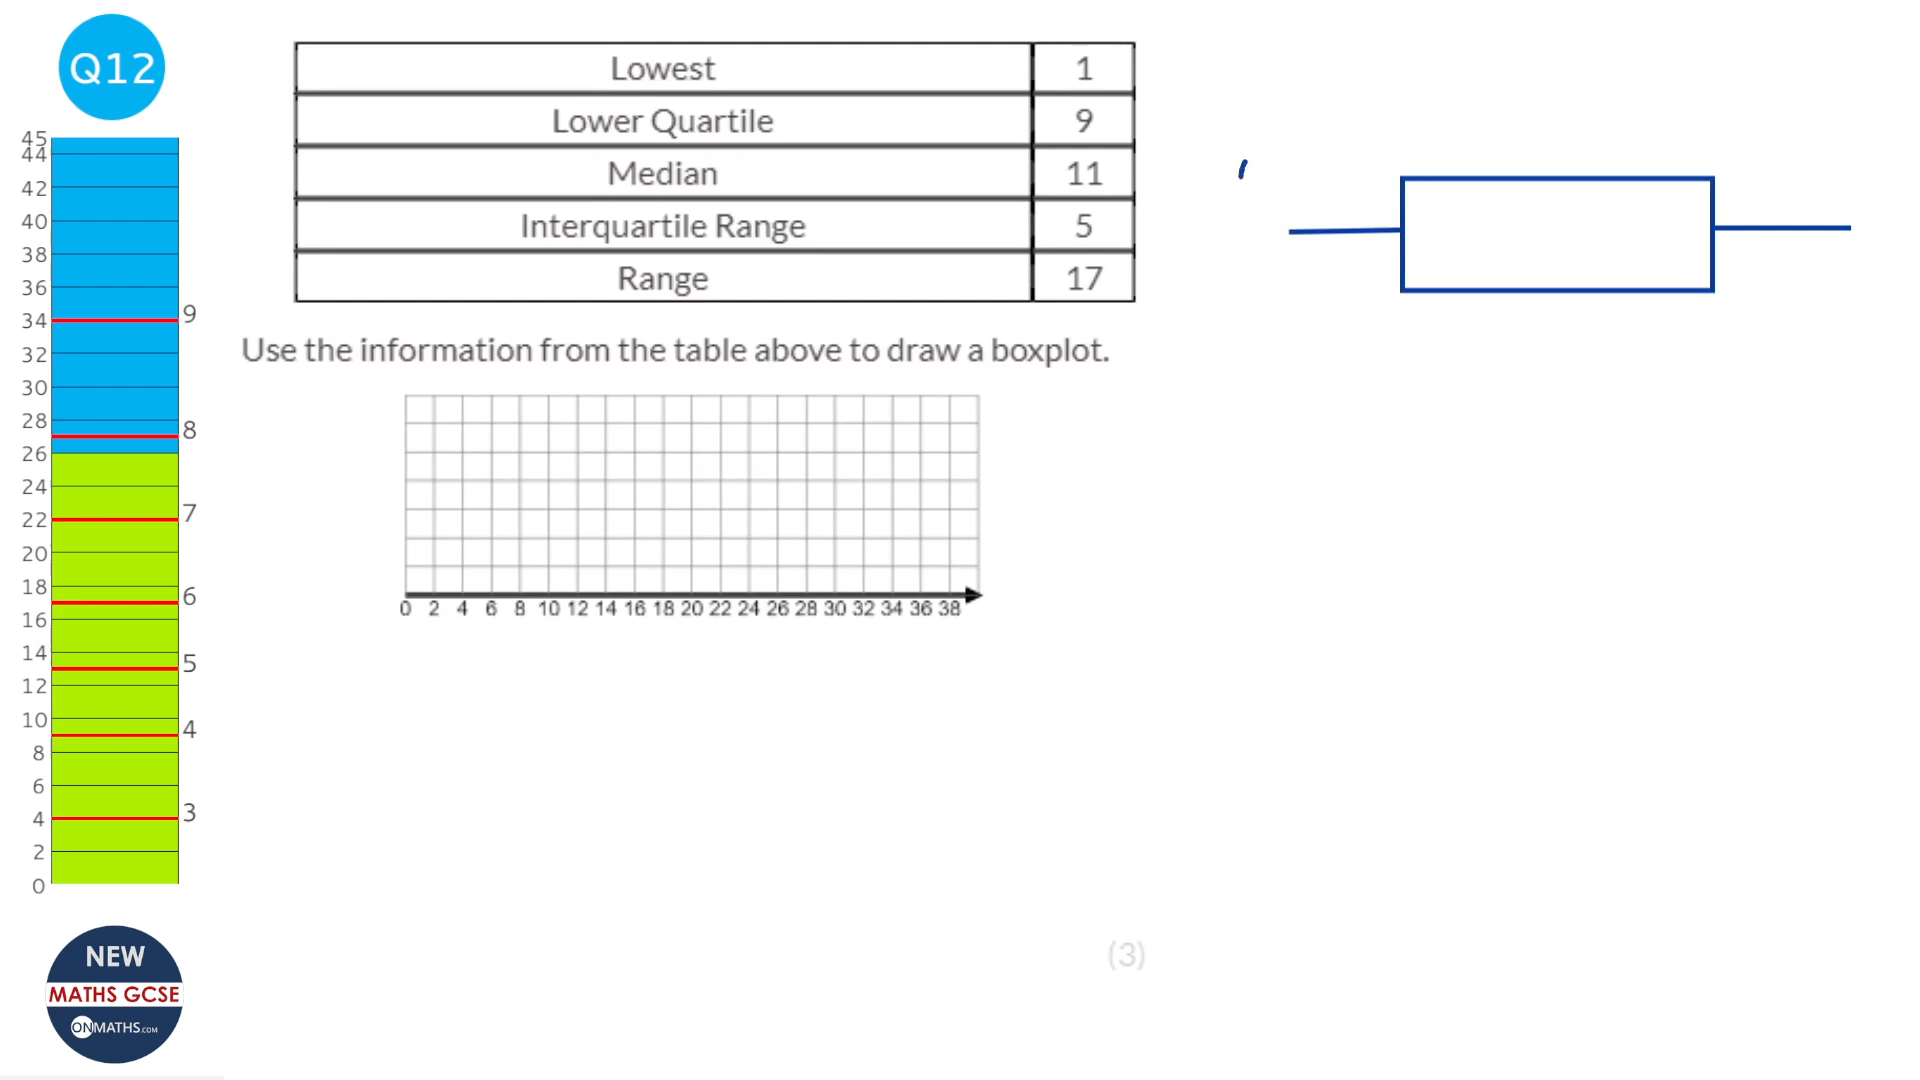 Q12
Lowest 1
Lower Quartile 9
Median 11
Interquartile Range 5
Range 17
Use the information from the table above to draw a boxplot.
0 2 4 6 8 10 12 14 16 18 20 22 24 26 28 30 32 34 36 38
(3)
45
44
42
40
38
36
34 9
32
30
28 8
26
24
22 7
20
18 6
16
14 5
12
10 4
8
6
4 3
2
0
NEW
MATHS GCSE
ONMATHS.COM